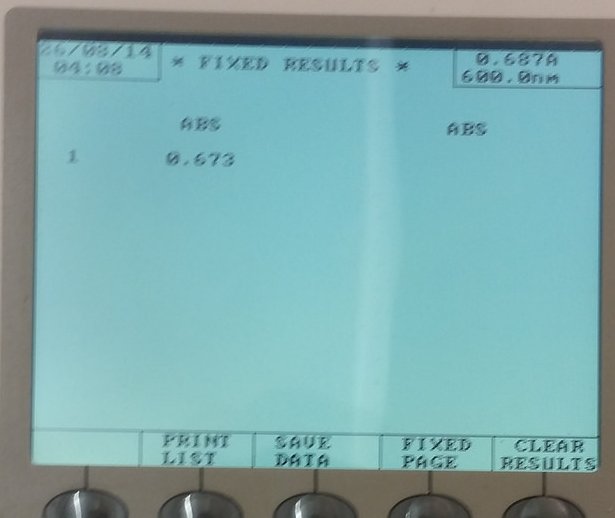 26/08/14 * FIXED RESULTS * 0.687A
04:08 600.0nm
ABS ABS
1 0.673
PRINT LIST
SAVE DATA
FIXED PAGE
CLEAR RESULTS